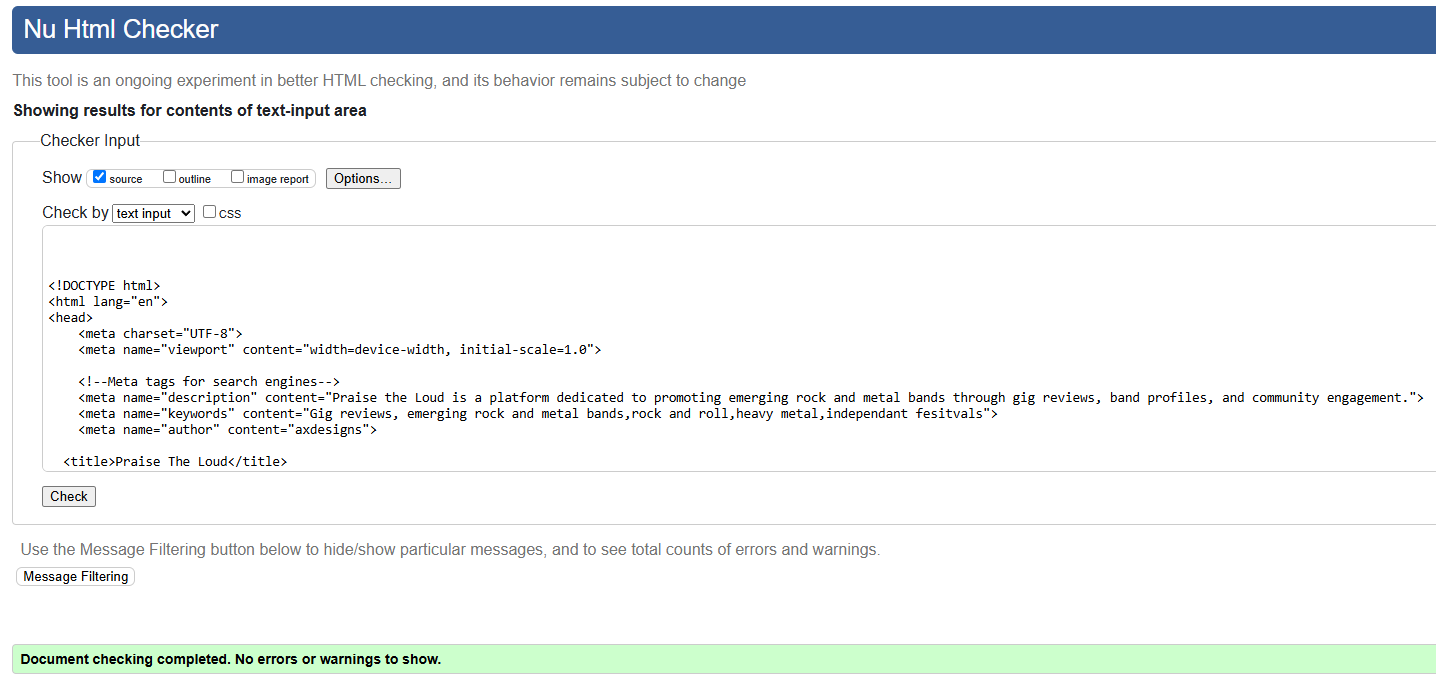 Nu Html Checker
This tool is an ongoing experiment in better HTML checking, and its behavior remains subject to change
Showing results for contents of text-input area
Checker Input
Show source outline image report Options...
Check by text input css
<!DOCTYPE html>
<html lang="en">
<head>
    <meta charset="UTF-8">
    <meta name="viewport" content="width=device-width, initial-scale=1.0">
    <!--Meta tags for search engines-->
    <meta name="description" content="Praise the Loud is a platform dedicated to promoting emerging rock and metal bands through gig reviews, band profiles, and community engagement.">
    <meta name="keywords" content="Gig reviews, emerging rock and metal bands,rock and roll,heavy metal,independant fesitvals">
    <meta name="author" content="axdesigns">
  <title>Praise The Loud</title>
Check
Use the Message Filtering button below to hide/show particular messages, and to see total counts of errors and warnings.
Message Filtering
Document checking completed. No errors or warnings to show.